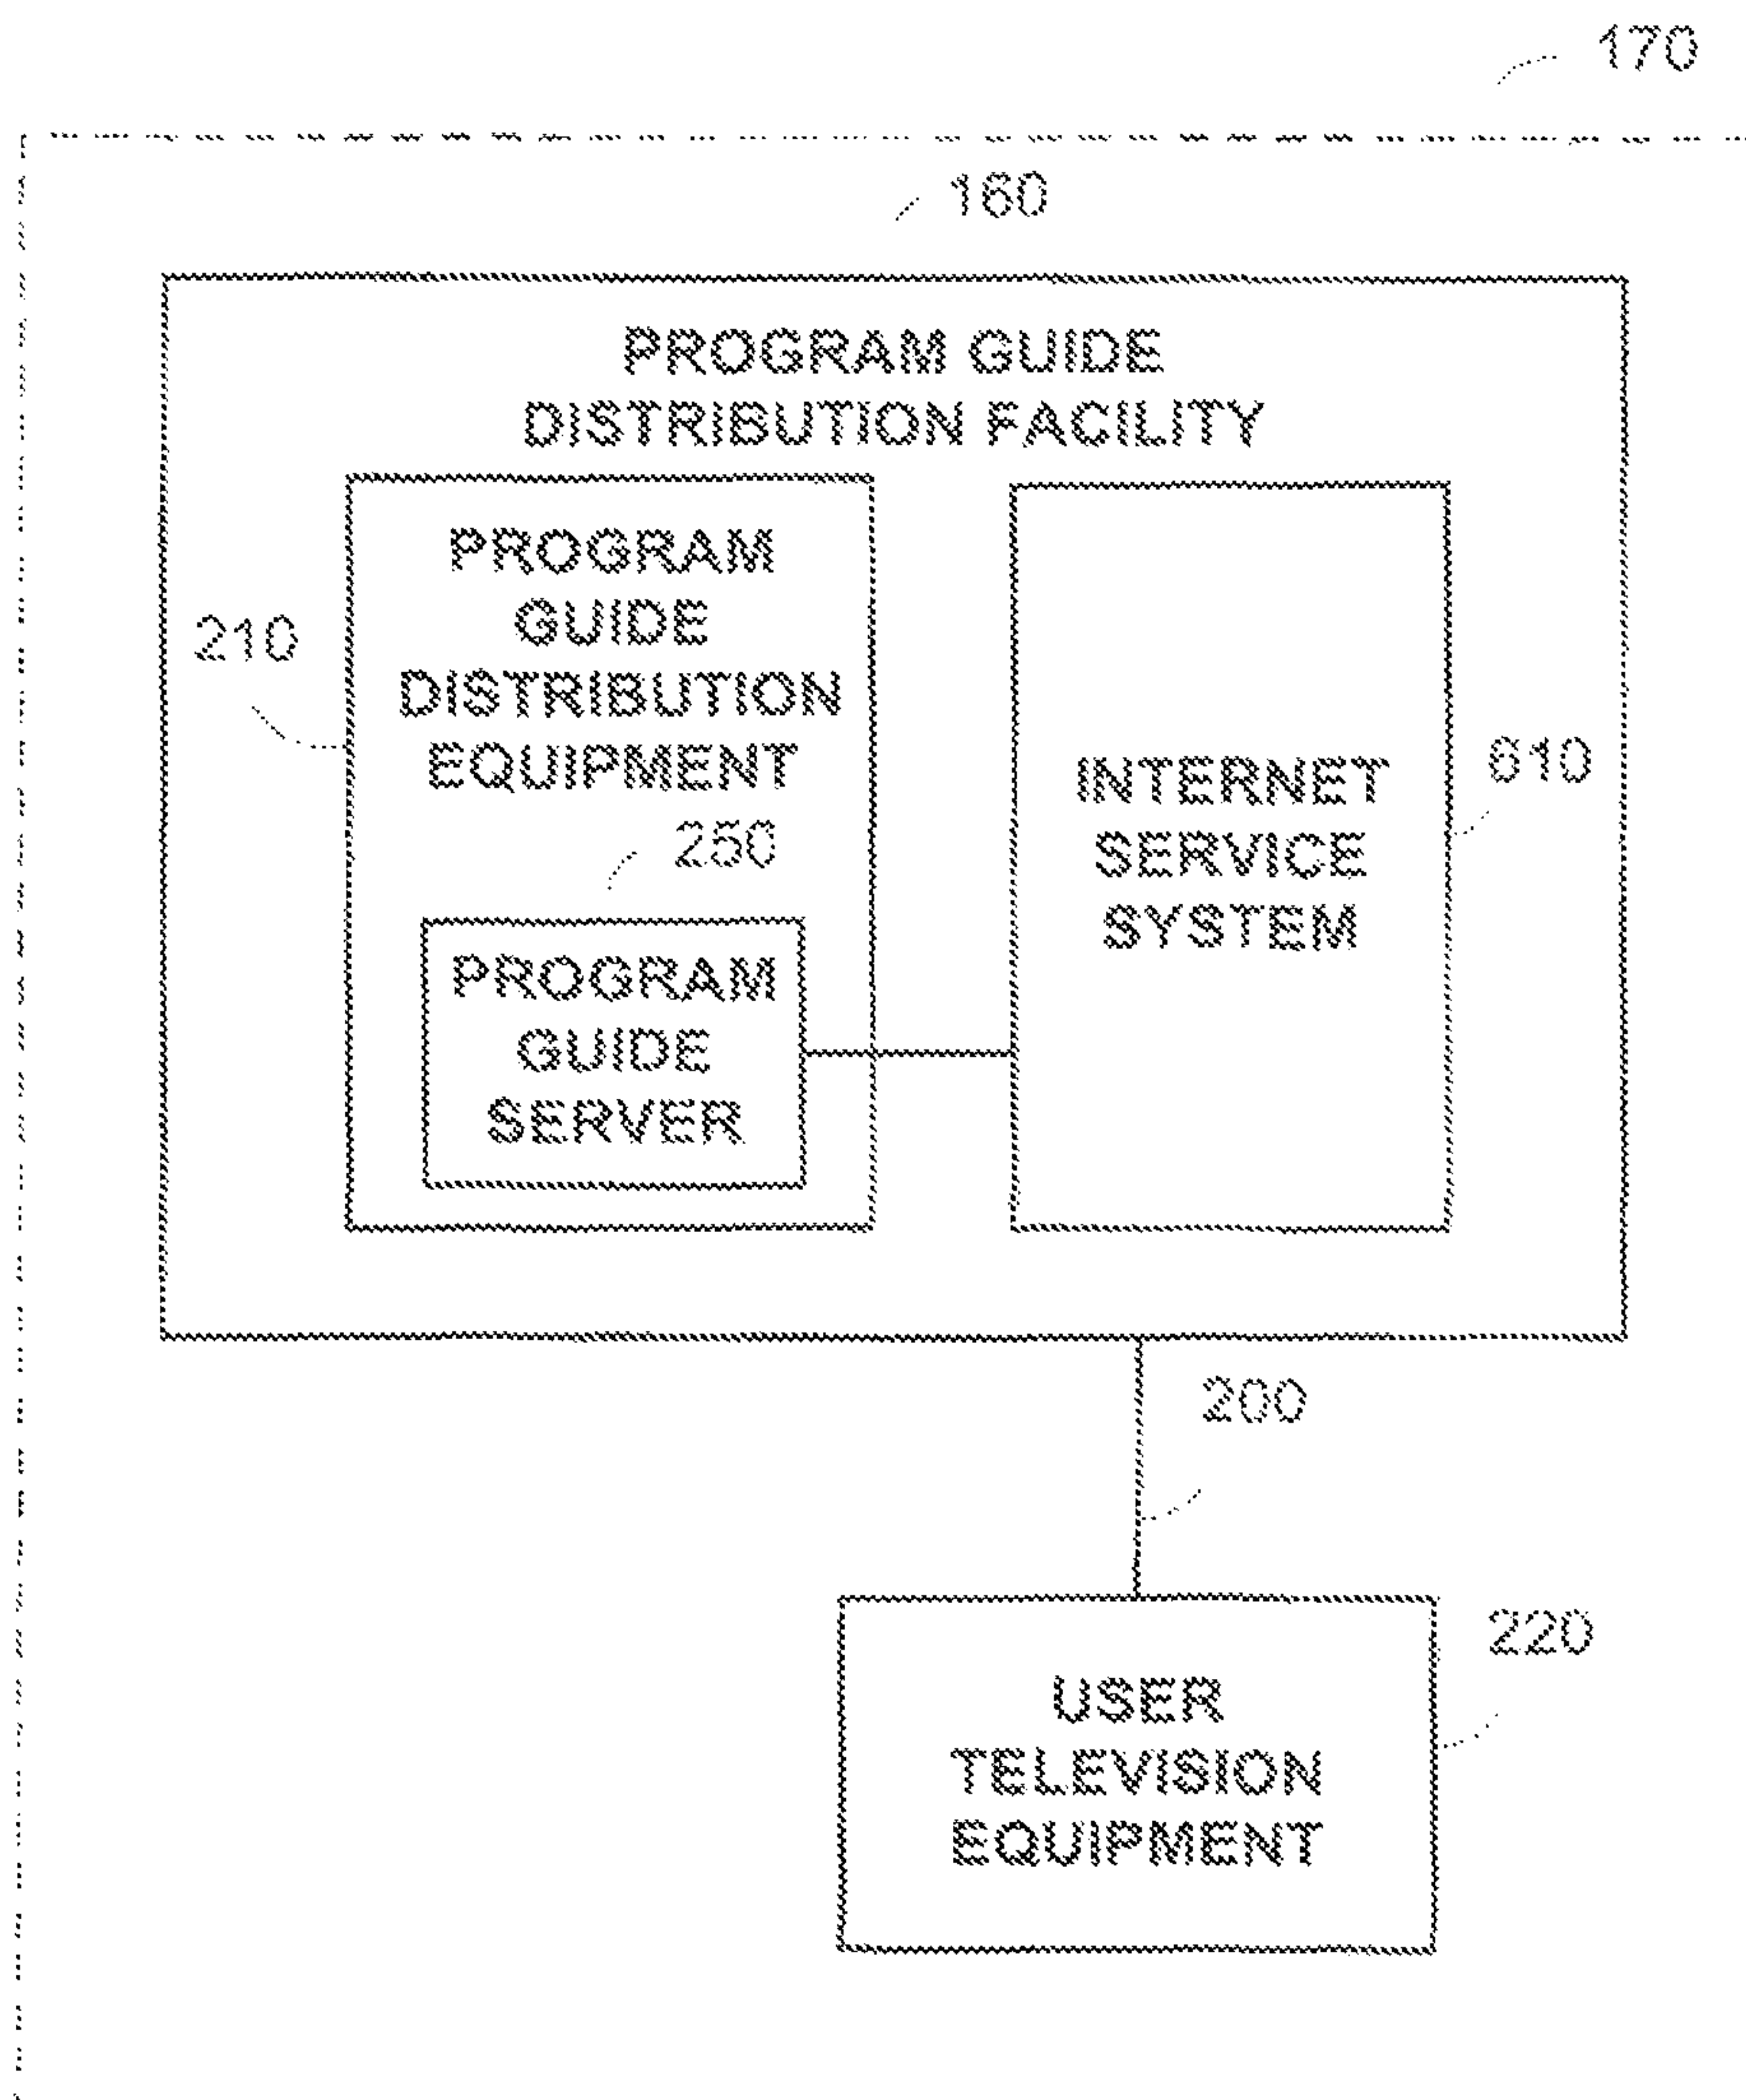 170
160
PROGRAM GUIDE
DISTRIBUTION FACILITY
PROGRAM
GUIDE
DISTRIBUTION
EQUIPMENT
210
250
PROGRAM
GUIDE
SERVER
INTERNET
SERVICE
SYSTEM
610
200
220
USER
TELEVISION
EQUIPMENT